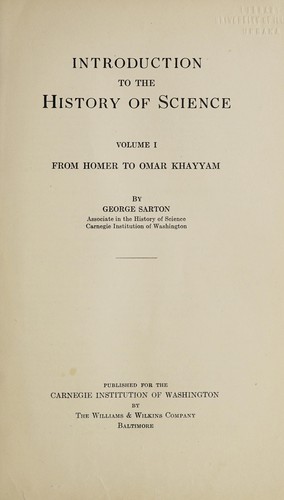 INTRODUCTION
TO THE
HISTORY OF SCIENCE
VOLUME I
FROM HOMER TO OMAR KHAYYAM
BY
GEORGE SARTON
Associate in the History of Science
Carnegie Institution of Washington
PUBLISHED FOR THE
CARNEGIE INSTITUTION OF WASHINGTON
BY
THE WILLIAMS & WILKINS COMPANY
BALTIMORE